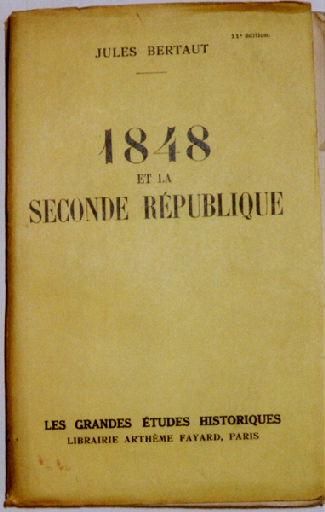 11e édition.
JULES BERTAUT
1848
ET LA
SECONDE RÉPUBLIQUE
LES GRANDES ÉTUDES HISTORIQUES
LIBRAIRIE ARTHÈME FAYARD, PARIS